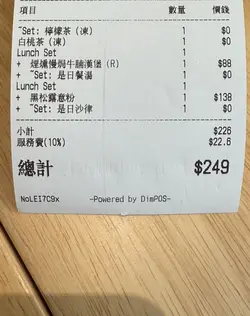 項目 數量 價錢
~Set: 檸檬茶 (凍) 1 $0
白桃茶 (凍) 1 $0
Lunch Set 1
+ 煙燻慢焗牛腩漢堡 (R) 1 $88
+ ~Set: 是日餐湯 1 $0
Lunch Set 1
+ 黑松露意粉 1 $138
+ ~Set: 是日沙律 1 $0
小計 $226
服務費(10%) $22.6
總計 $249
NoLEI7C9x -Powered by DimPOS-